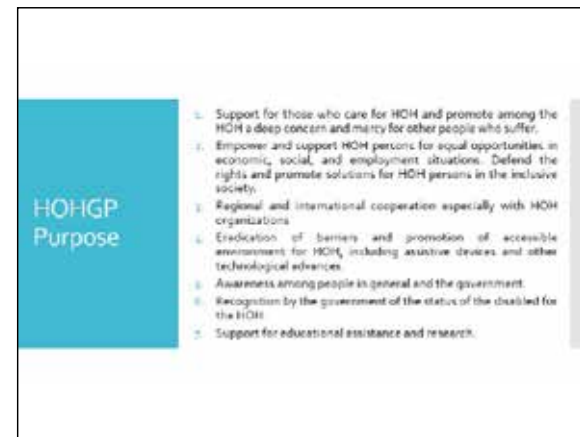 HOHGP
Purpose
1. Support for those who care for HOH and promote among the
HOH a deep concern and mercy for other people who suffer.
2. Empower and support HOH persons for equal opportunities in
economic, social, and employment situations. Defend the
rights and promote solutions for HOH persons in the inclusive
society.
3. Regional and International cooperation especially with HOH
organizations
4. Eradication of barriers and promotion of accessible
environment for HOH, including assistive devices and other
technological advances.
5. Awareness among people in general and the government.
6. Recognition by the government of the status of the disabled for
the HOH
7. Support for educational assistance and research.